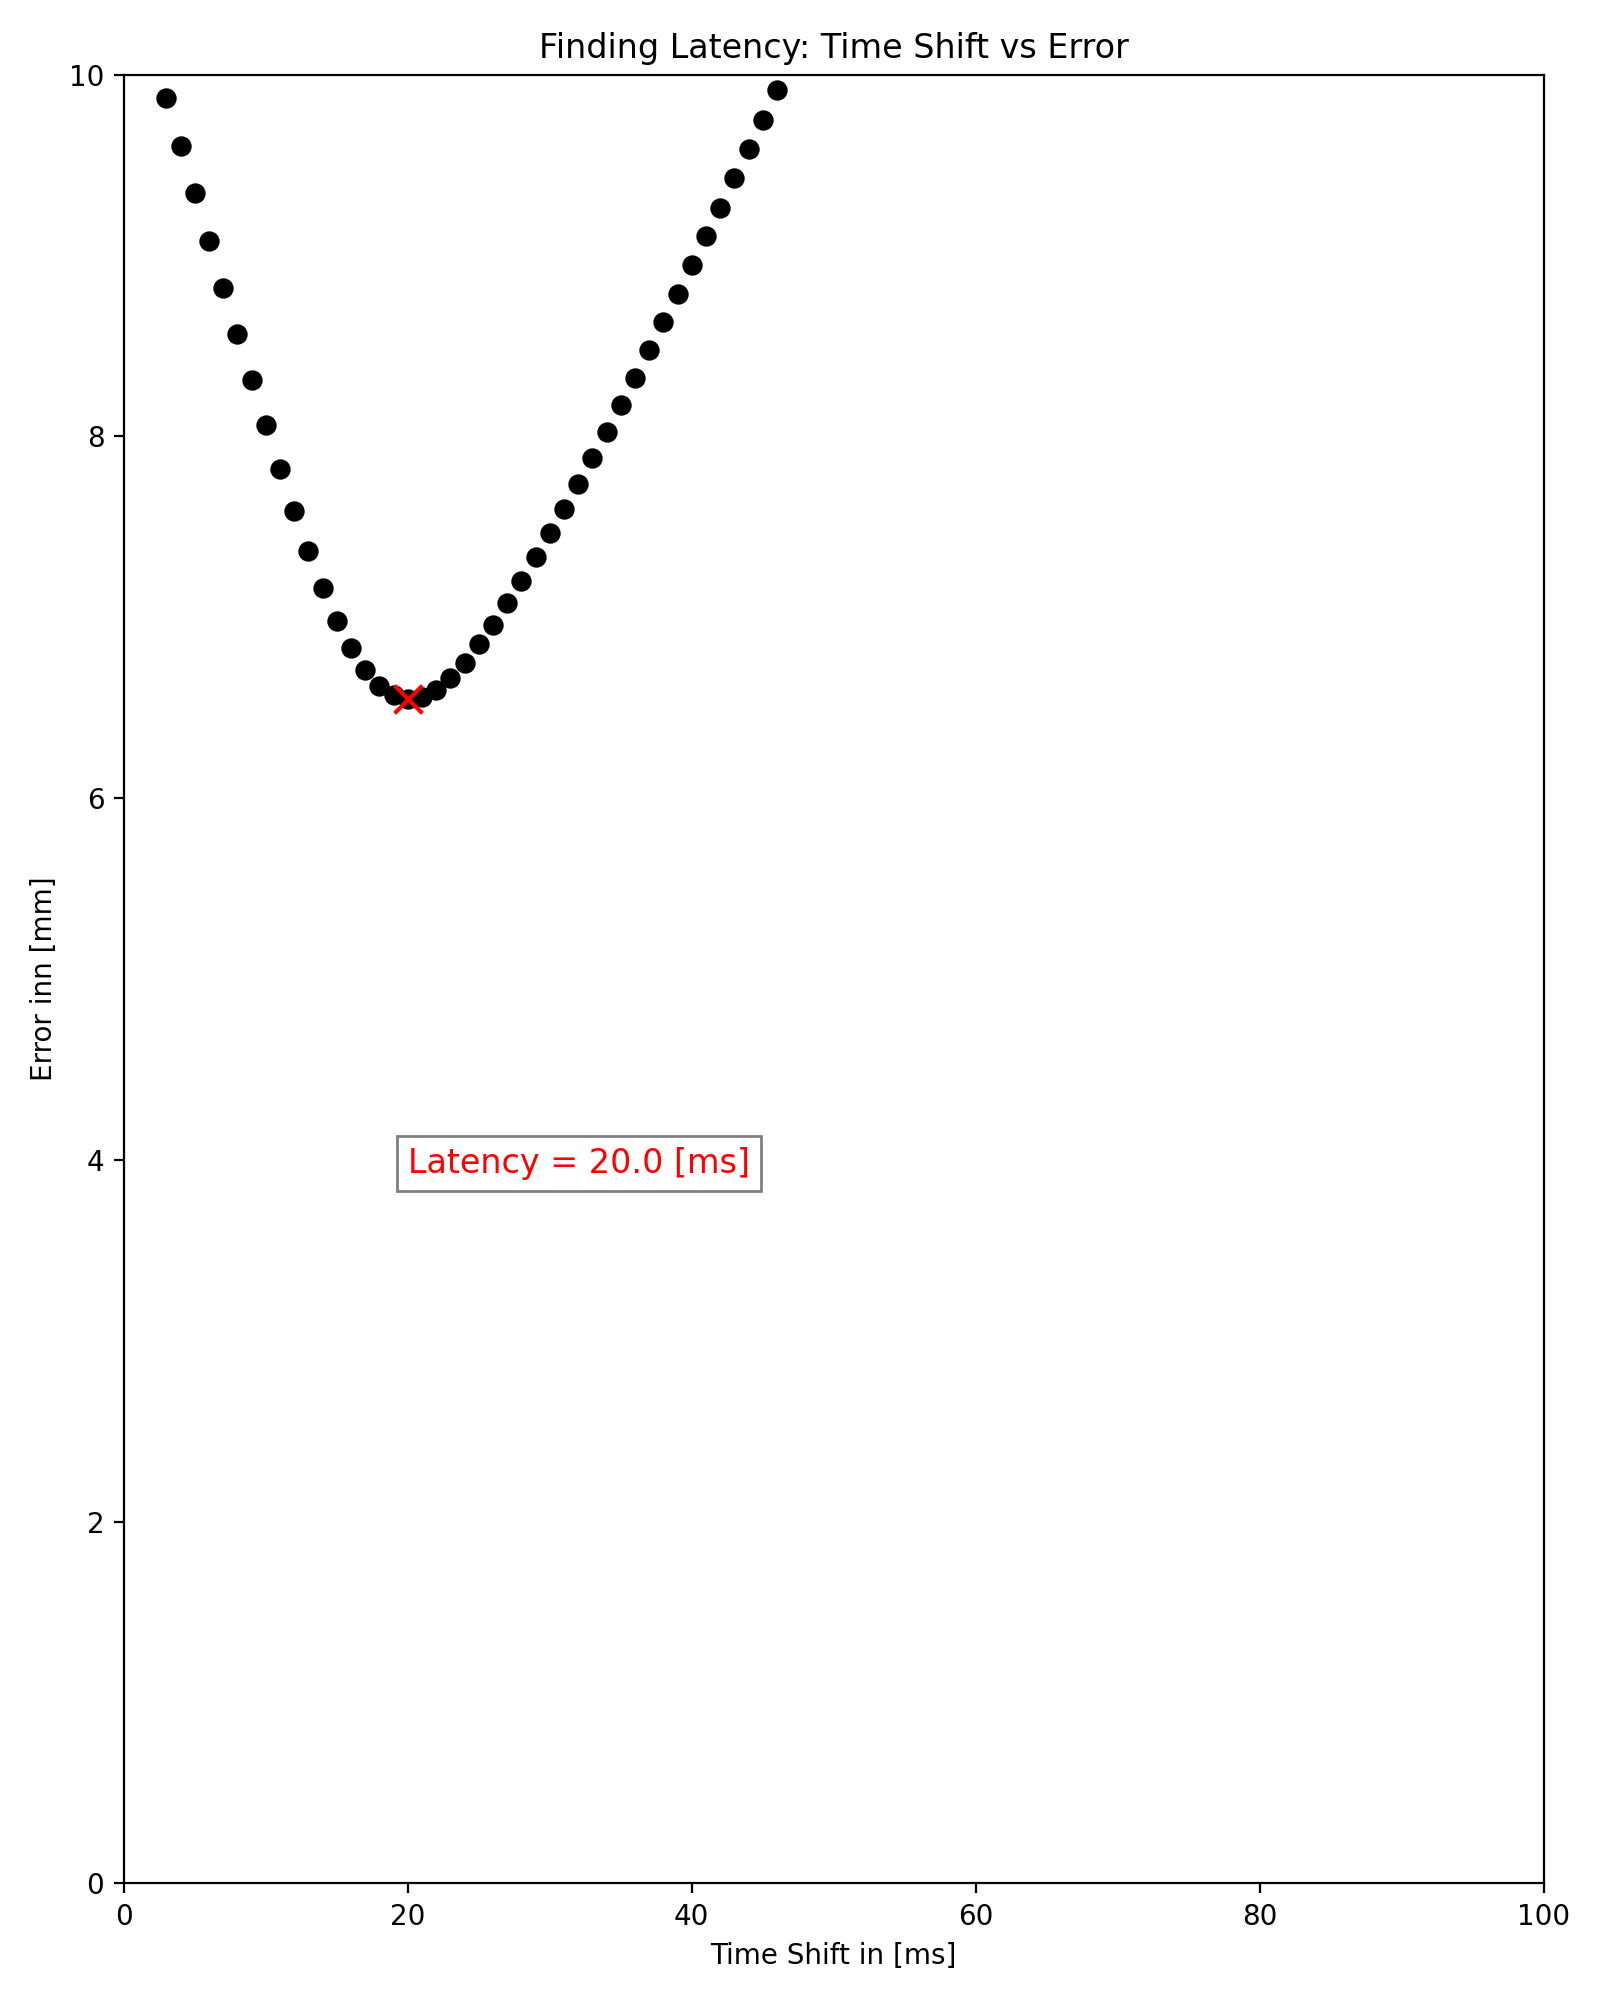 Finding Latency: Time Shift vs Error
10
8
6
4
2
0
Error inn [mm]
Latency = 20.0 [ms]
0 20 40 60 80 100
Time Shift in [ms]